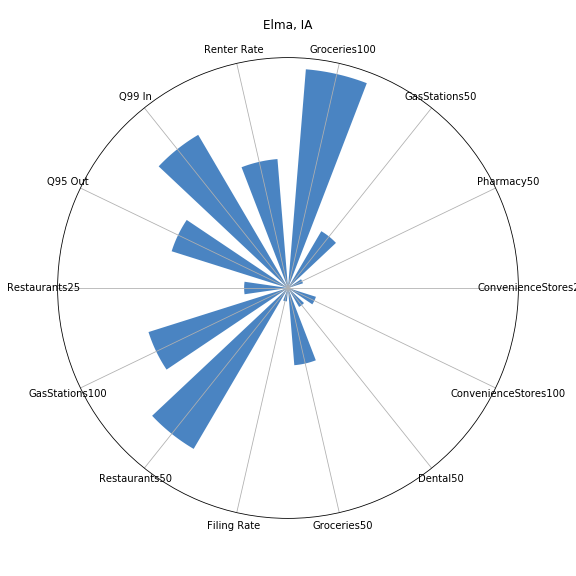 Elma, IA
Renter Rate
Groceries100
Q99 In
GasStations50
Q95 Out
Pharmacy50
Restaurants25
ConvenienceStores2
GasStations100
ConvenienceStores100
Restaurants50
Dental50
Filing Rate
Groceries50